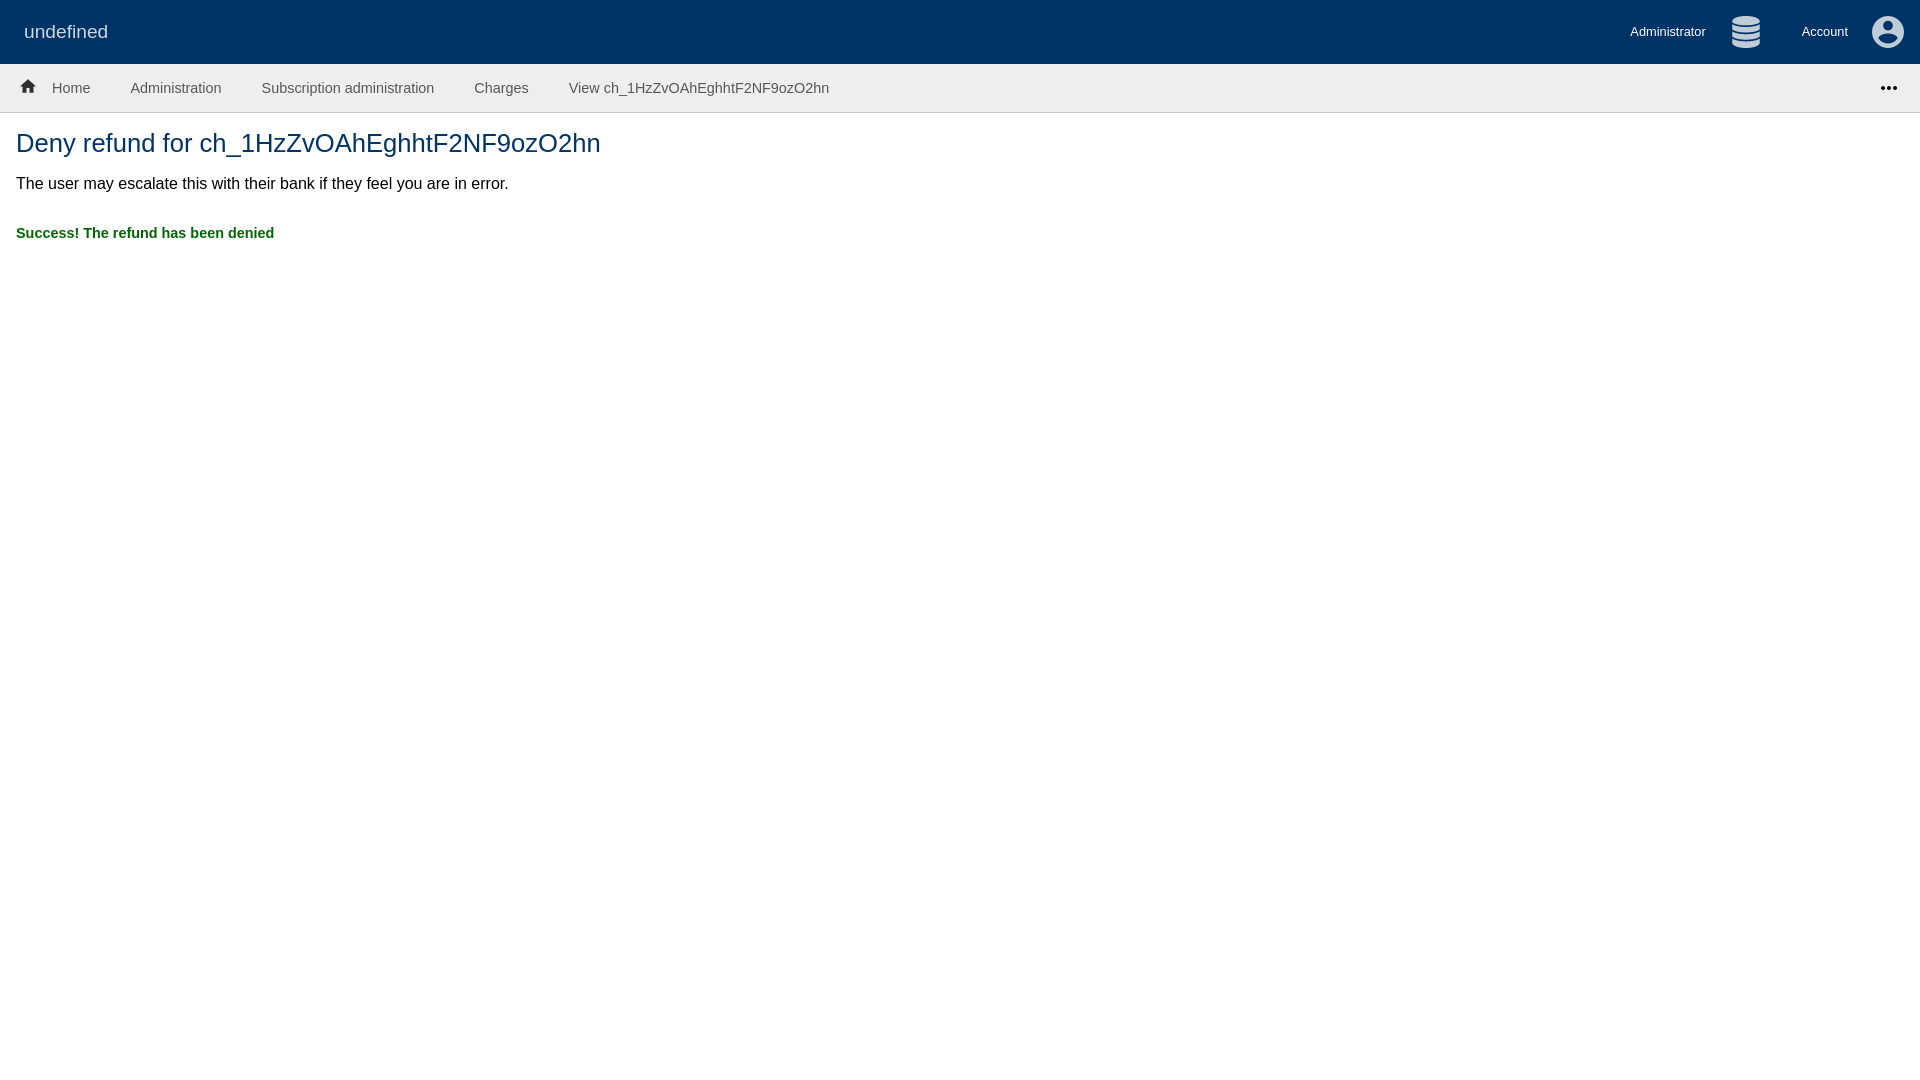 undefined
Administrator
Account
Home
Administration
Subscription administration
Charges
View ch_1HzZvOAhEghhtF2NF9ozO2hn
Deny refund for ch_1HzZvOAhEghhtF2NF9ozO2hn
The user may escalate this with their bank if they feel you are in error.
Success! The refund has been denied